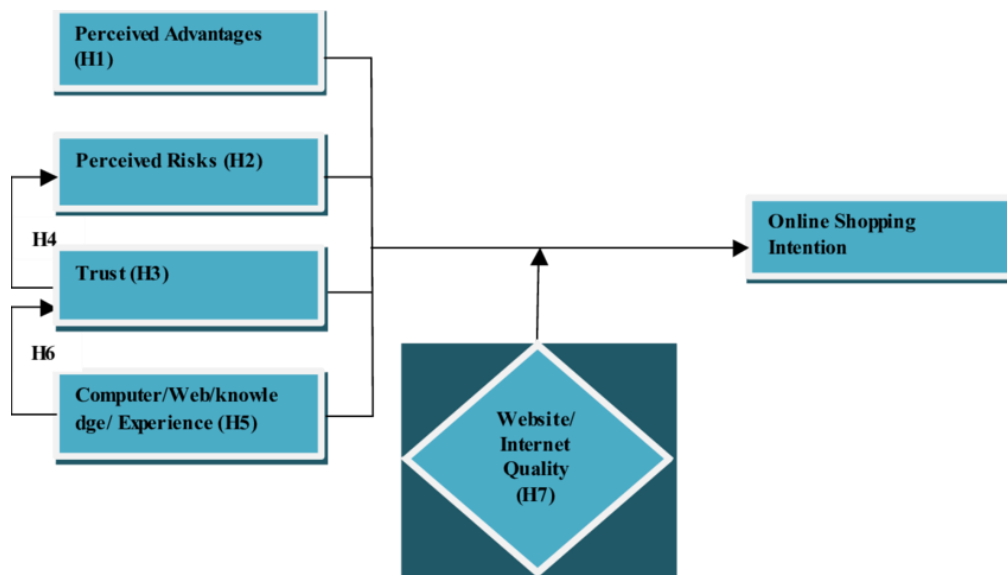 Perceived Advantages
(H1)
Perceived Risks (H2)
H4
Trust (H3)
H6
Computer/Web/knowle
dge/ Experience (H5)
Online Shopping
Intention
Website/
Internet
Quality
(H7)